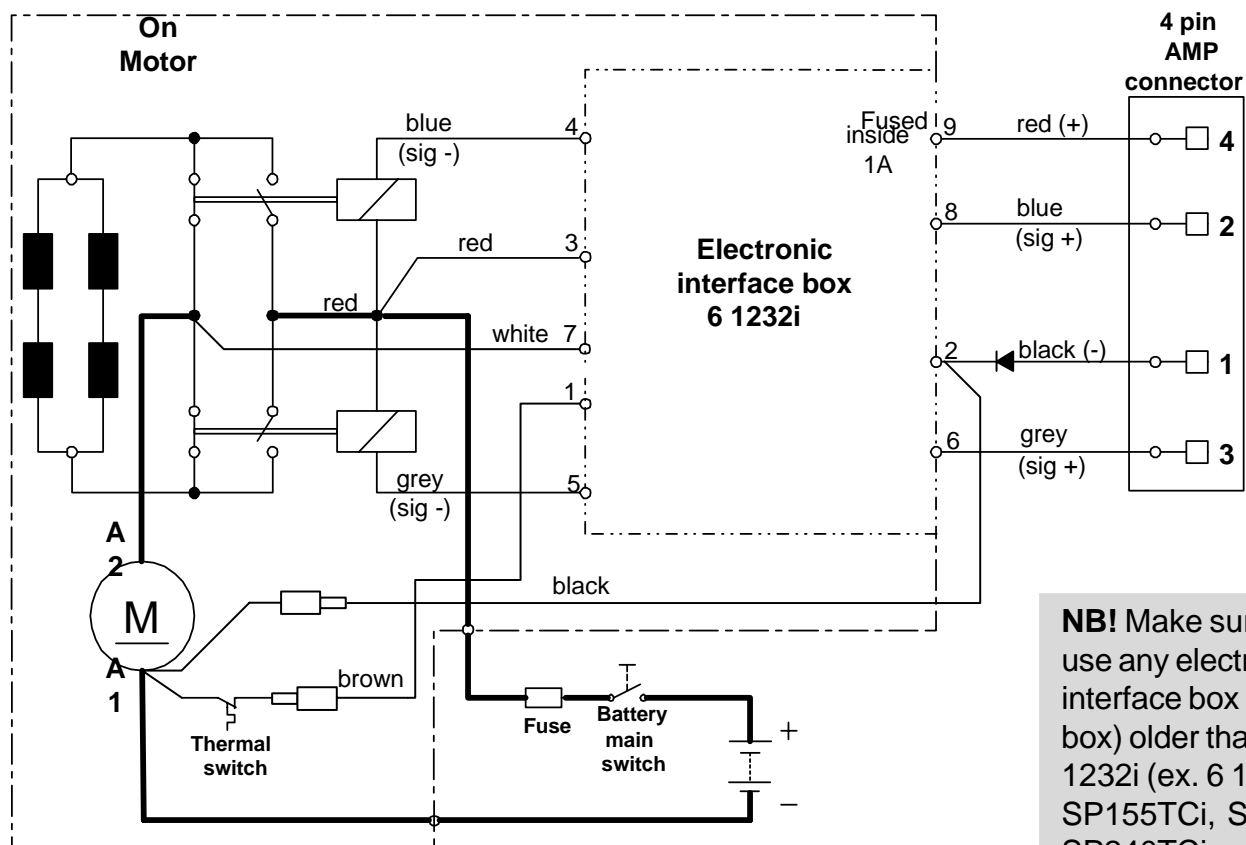 On
Motor
4 pin
AMP
connector
blue
(sig -)
4
Fused
inside
1A
9
red (+)
4
8
blue
(sig +)
2
red
3
Electronic
interface box
6 1232i
red
white 7
2
black (-)
1
1
6
grey
(sig +)
3
grey
(sig -)
5
A
2
M
A
1
black
brown
Thermal
switch
Fuse
Battery
main
switch
+
–
NB! Make sur
use any electr
interface box
box) older tha
1232i (ex. 6 1
SP155TCi, S